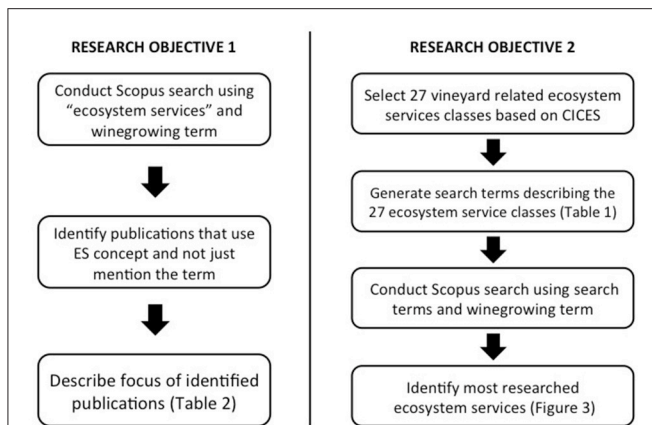 RESEARCH OBJECTIVE 1
Conduct Scopus search using
“ecosystem services” and
winegrowing term
Identify publications that use
ES concept and not just
mention the term
Describe focus of identified
publications (Table 2)
RESEARCH OBJECTIVE 2
Select 27 vineyard related ecosystem
services classes based on CICES
Generate search terms describing the
27 ecosystem service classes (Table 1)
Conduct Scopus search using search
terms and winegrowing term
Identify most researched
ecosystem services (Figure 3)